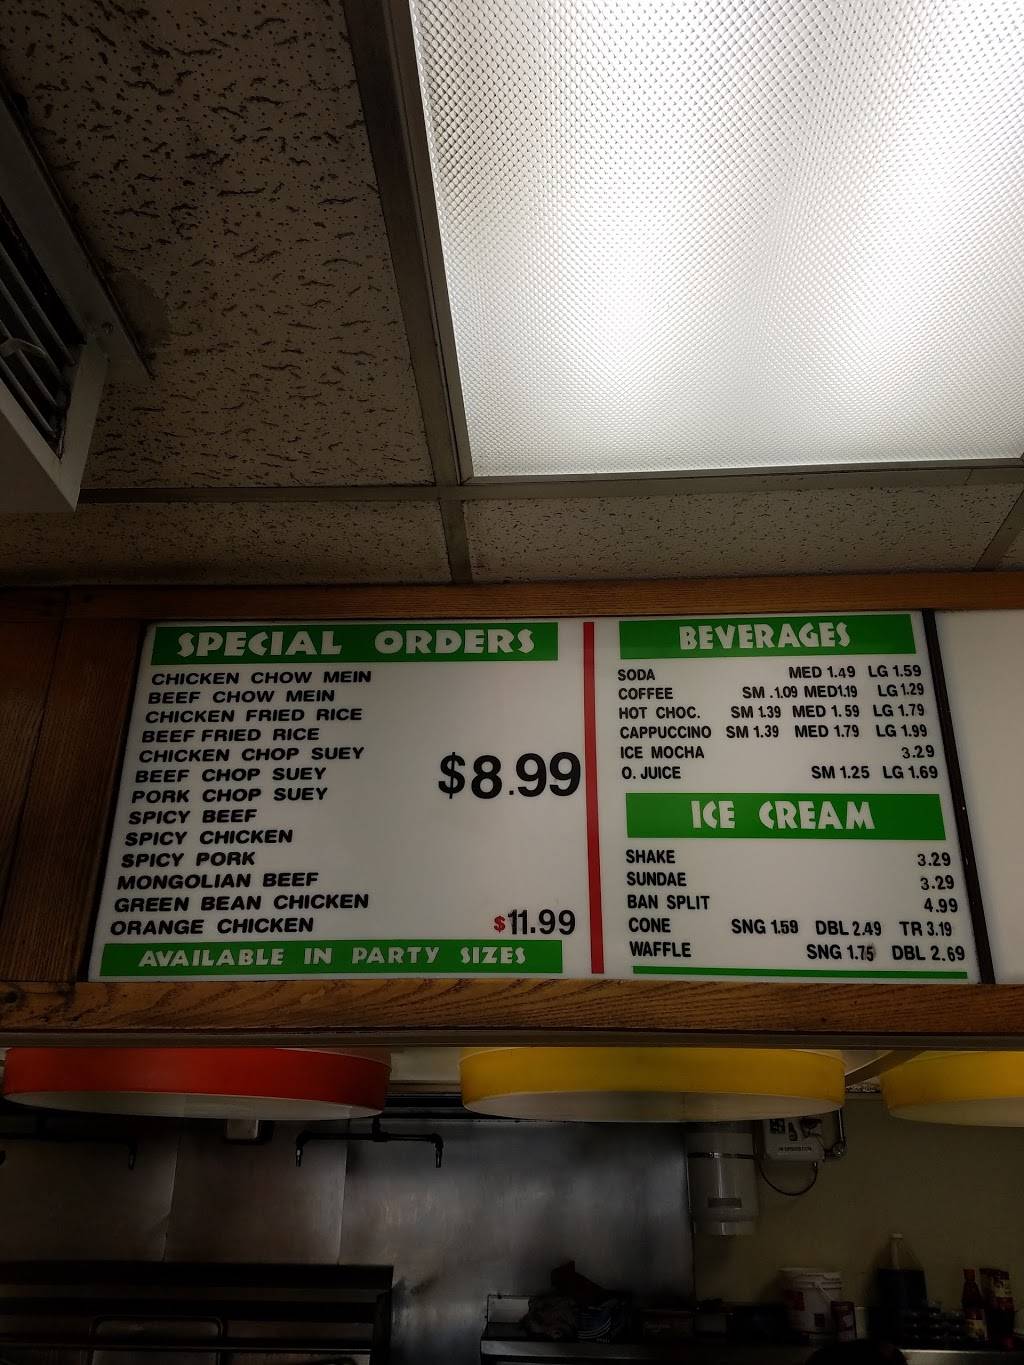 SPECIAL ORDERS
CHICKEN CHOW MEIN
BEEF CHOW MEIN
CHICKEN FRIED RICE
BEEF FRIED RICE
CHICKEN CHOP SUEY
BEEF CHOP SUEY
PORK CHOP SUEY
SPICY BEEF
SPICY CHICKEN
SPICY PORK
MONGOLIAN BEEF
GREEN BEAN CHICKEN
$8.99
ORANGE CHICKEN $11.99
AVAILABLE IN PARTY SIZES
BEVERAGES
SODA MED 1.49 LG 1.59
COFFEE SM .1.09 MED1.19 LG 1.29
HOT CHOC. SM 1.39 MED 1.59 LG 1.79
CAPPUCCINO SM 1.39 MED 1.79 LG 1.99
ICE MOCHA 3.29
O. JUICE SM 1.25 LG 1.69
ICE CREAM
SHAKE 3.29
SUNDAE 3.29
BAN SPLIT 4.99
CONE SNG 1.59 DBL 2.49 TR 3.19
WAFFLE SNG 1.75 DBL 2.69